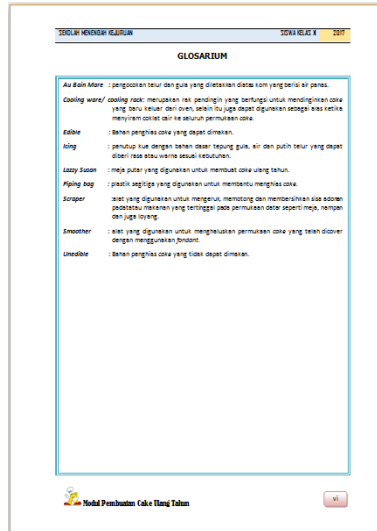 SEKOLAH MENENGAH KEJURUAN SISWA KELAS X 2017
GLOSARIUM
Au Bain Mare : pengocokan telur dan gula yang diletakkan diatas kom yang berisi air panas.
Cooling ware/ cooling rack: merupakan rak pendingin yang berfungsi untuk mendinginkan cake
yang baru keluar dari oven, selain itu juga dapat digunakan sebagai alas ketika
menyiram coklat cair ke seluruh permukaan cake.
Edible : Bahan penghias cake yang dapat dimakan.
Icing : penutup kue dengan bahan dasar tepung gula, air dan putih telur yang dapat
diberi rasa atau warna sesuai kebutuhan.
Lazzy Susan : meja putar yang digunakan untuk membuat cake ulang tahun.
Piping bag : plastik segitiga yang digunakan untuk membantu menghias cake.
Scraper :alat yang digunakan untuk mengeruk, memotong dan membersihkan sisa adonan
padatatau makanan yang tertinggal pada permukaan datar seperti meja, nampan
dan juga loyang.
Smoother : alat yang digunakan untuk menghaluskan permukaan cake yang telah dicover
dengan menggunakan fondant.
Unedible : Bahan penghias cake yang tidak dapat dimakan.
Modul Pembuatan Cake Ulang Tahun
vi